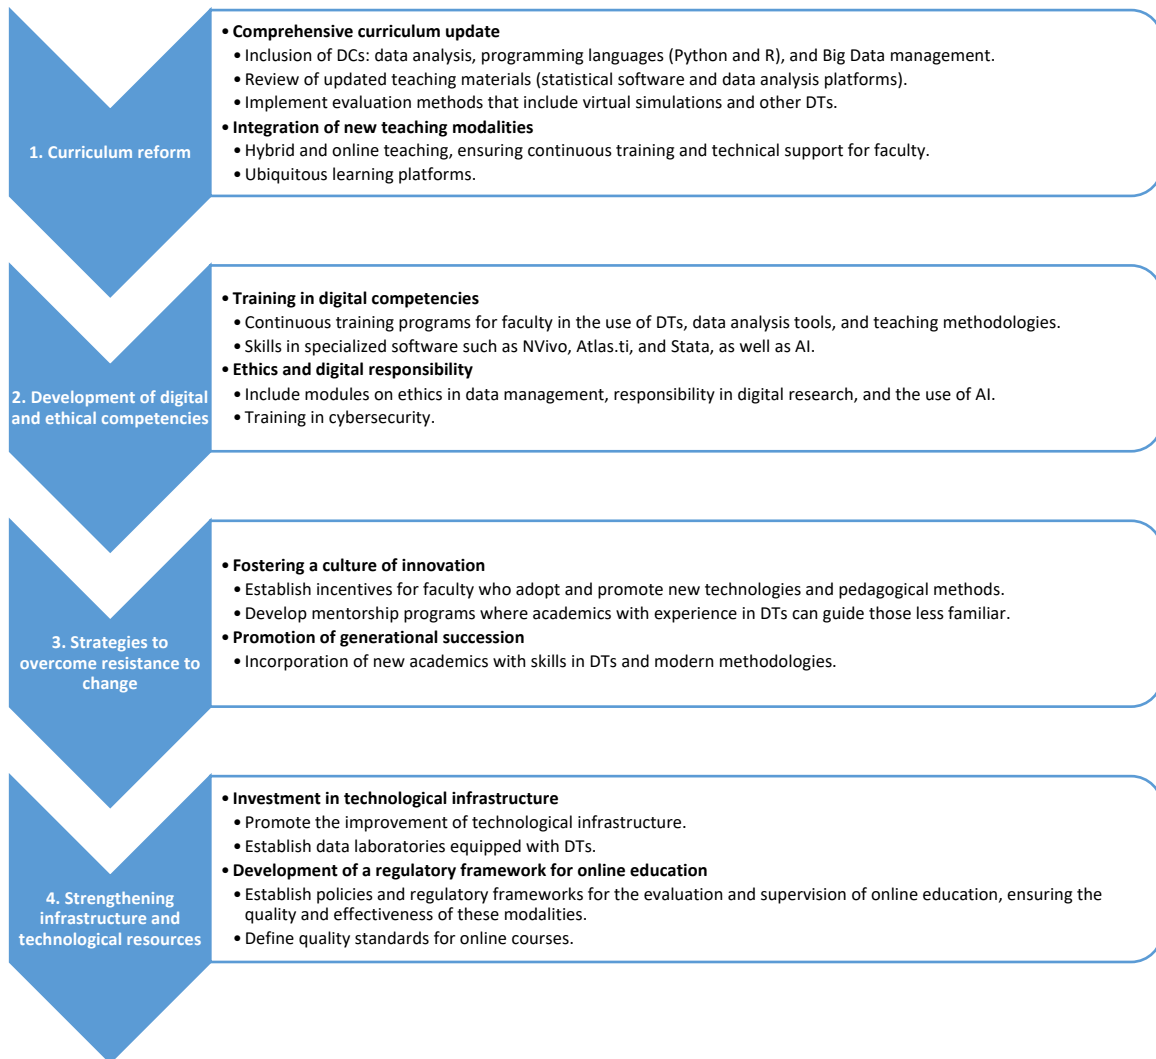 1. Curriculum reform
• Comprehensive curriculum update
• Inclusion of DCs: data analysis, programming languages (Python and R), and Big Data management.
• Review of updated teaching materials (statistical software and data analysis platforms).
• Implement evaluation methods that include virtual simulations and other DTs.
• Integration of new teaching modalities
• Hybrid and online teaching, ensuring continuous training and technical support for faculty.
• Ubiquitous learning platforms.
2. Development of digital
and ethical competencies
• Training in digital competencies
• Continuous training programs for faculty in the use of DTs, data analysis tools, and teaching methodologies.
• Skills in specialized software such as NVivo, Atlas.ti, and Stata, as well as AI.
• Ethics and digital responsibility
• Include modules on ethics in data management, responsibility in digital research, and the use of AI.
• Training in cybersecurity.
3. Strategies to
overcome resistance to
change
• Fostering a culture of innovation
• Establish incentives for faculty who adopt and promote new technologies and pedagogical methods.
• Develop mentorship programs where academics with experience in DTs can guide those less familiar.
• Promotion of generational succession
• Incorporation of new academics with skills in DTs and modern methodologies.
4. Strengthening
infrastructure and
technological resources
• Investment in technological infrastructure
• Promote the improvement of technological infrastructure.
• Establish data laboratories equipped with DTs.
• Development of a regulatory framework for online education
• Establish policies and regulatory frameworks for the evaluation and supervision of online education, ensuring the
quality and effectiveness of these modalities.
• Define quality standards for online courses.